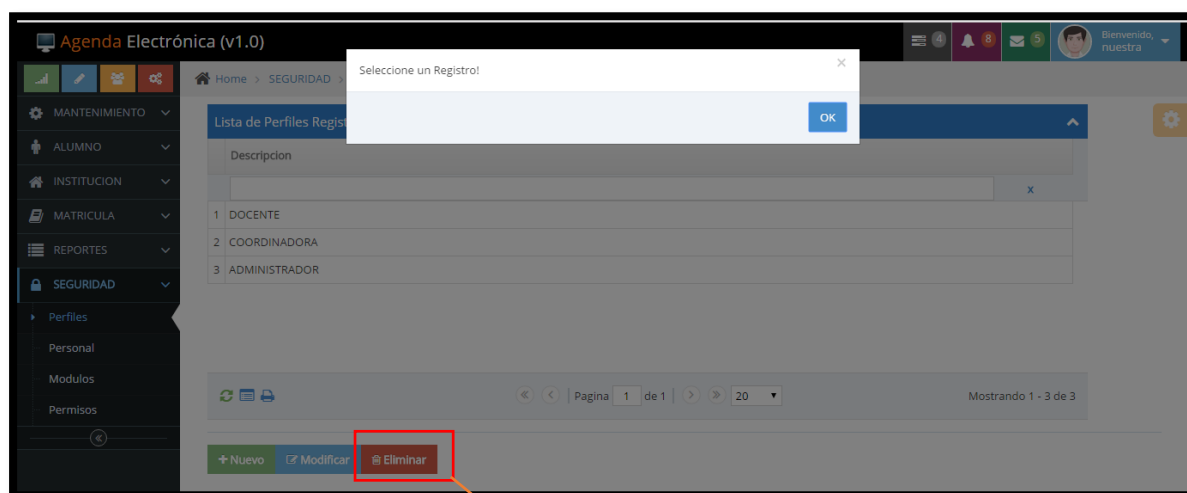 Agenda Electrónica (v1.0)
4
8
5
Bienvenido,
nuestra
Seleccione un Registro!
×
OK
Home > SEGURIDAD >
MANTENIMIENTO
ALUMNO
INSTITUCION
MATRICULA
REPORTES
SEGURIDAD
Perfiles
Personal
Modulos
Permisos
Lista de Perfiles Regist
Descripcion
x
1 DOCENTE
2 COORDINADORA
3 ADMINISTRADOR
Pagina 1 de 1
20
Mostrando 1 - 3 de 3
+Nuevo
Modificar
Eliminar